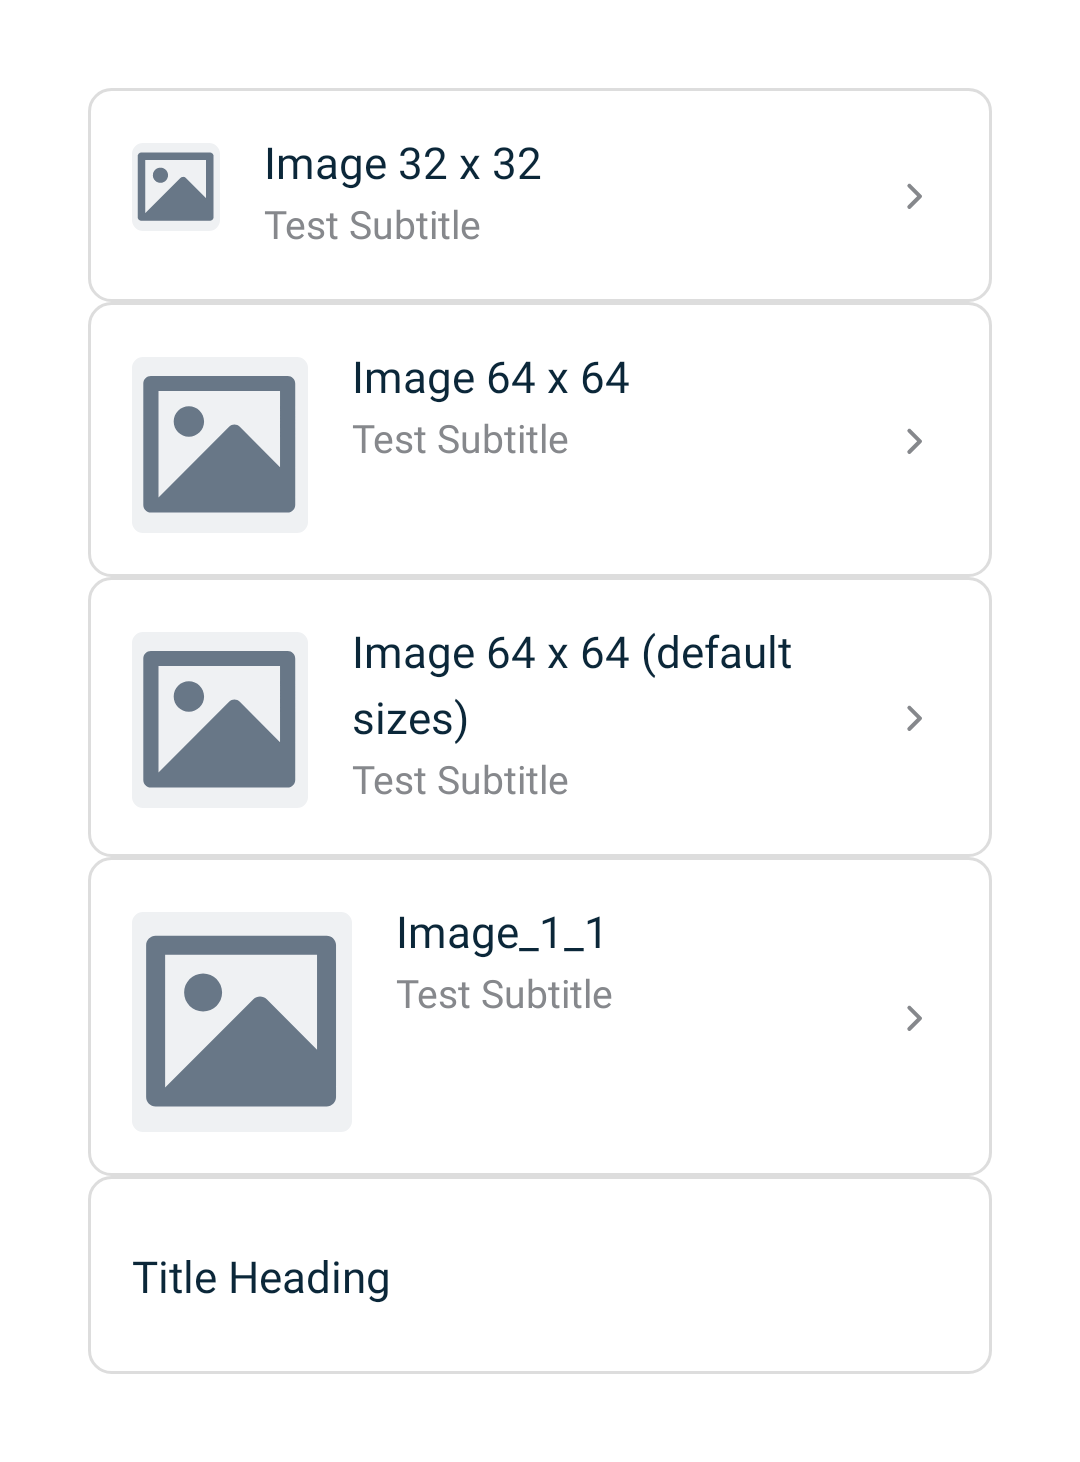 Image 32 x 32
Test Subtitle
Image 64 x 64
Test Subtitle
Image 64 x 64 (default
sizes)
Test Subtitle
Image_1_1
Test Subtitle
Title Heading